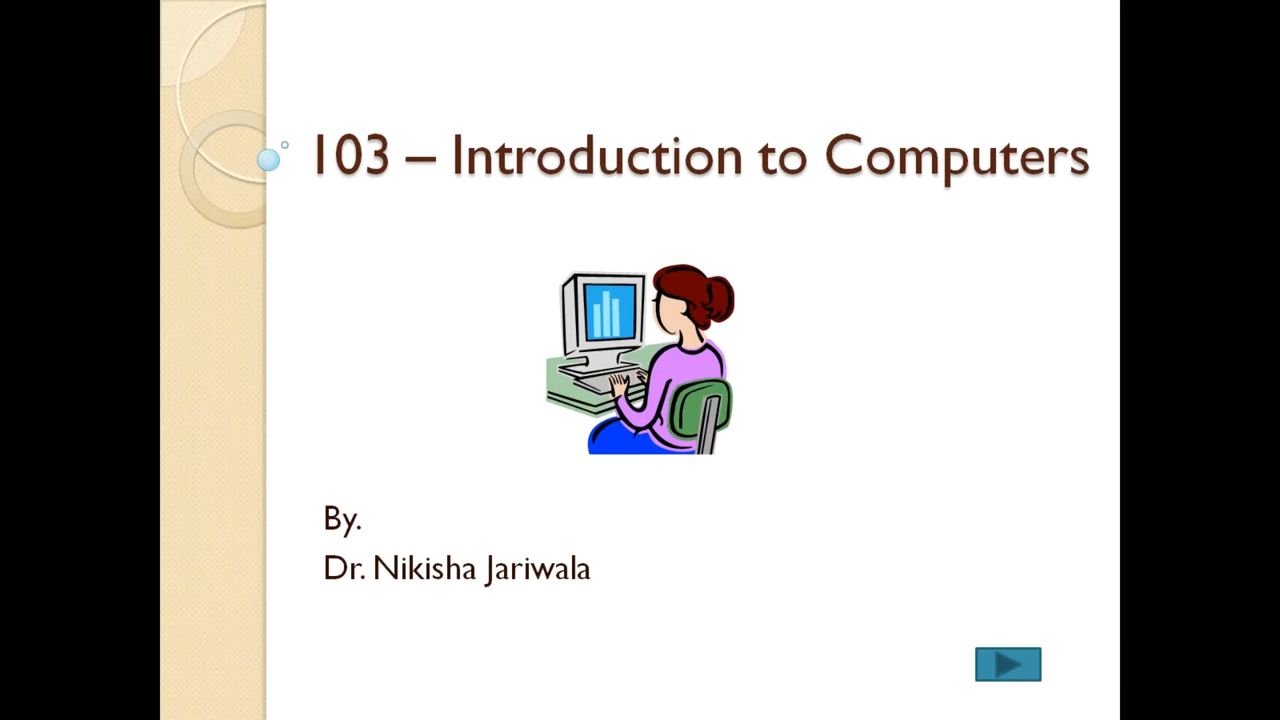 103 – Introduction to Computers
By.
Dr. Nikisha Jariwala